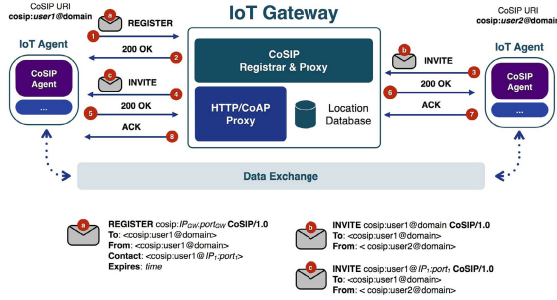 CoSIP URI
cosip:user1@domain
IoT Gateway
CoSIP URI
cosip:user2@domain
IoT Agent
CoSIP
Agent
...
a
1
REGISTER
200 OK
2
c
INVITE
4
5
200 OK
ACK
8
CoSIP
Registrar & Proxy
HTTP/CoAP
Proxy
Location
Database
b
INVITE
3
200 OK
6
ACK
7
IoT Agent
CoSIP
Agent
...
Data Exchange
a
REGISTER cosip:IPGW:portGW CoSIP/1.0
To: <cosip:user1@domain>
From: <cosip:user1@domain>
Contact: <cosip:user1@IP1:port1>
Expires: time
b
INVITE cosip:user1@domain CoSIP/1.0
To: <cosip:user1@domain>
From: < cosip:user2@domain>
c
INVITE cosip:user1@IP1:port1 CoSIP/1.0
To: <cosip:user1@domain>
From: < cosip:user2@domain>